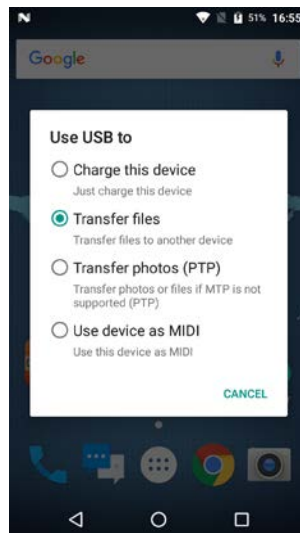 N 51% 16:55
Google
Use USB to
Charge this device
Just charge this device
Transfer files
Transfer files to another device
Transfer photos (PTP)
Transfer photos or files if MTP is not
supported (PTP)
Use device as MIDI
Use this device as MIDI
CANCEL